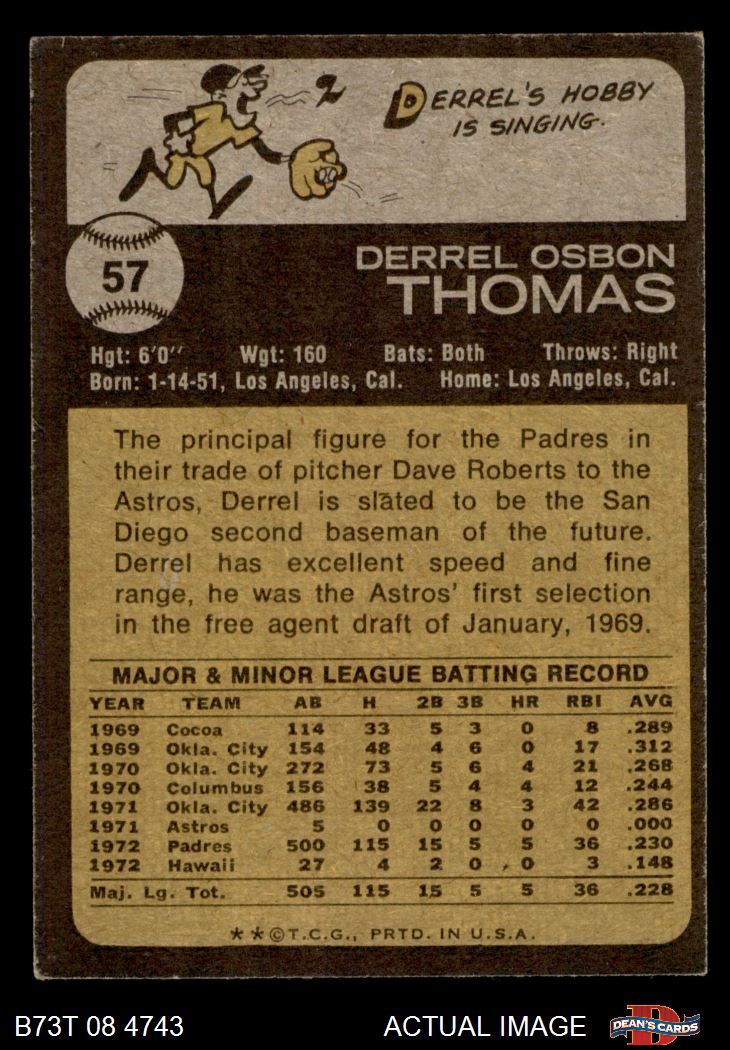 DERREL'S HOBBY
IS SINGING.
57
DERREL OSBON
THOMAS
Hgt: 6'0" Wgt: 160 Bats: Both Throws: Right
Born: 1-14-51, Los Angeles, Cal. Home: Los Angeles, Cal.
The principal figure for the Padres in
their trade of pitcher Dave Roberts to the
Astros, Derrel is slated to be the San
Diego second baseman of the future.
Derrel has excellent speed and fine
range, he was the Astros' first selection
in the free agent draft of January, 1969.
MAJOR & MINOR LEAGUE BATTING RECORD
YEAR TEAM AB H 2B 3B HR RBI AVG
1969 Cocoa 114 33 5 3 0 8 .289
1969 Okla. City 154 48 4 6 0 17 .312
1970 Okla. City 272 73 5 6 4 21 .268
1970 Columbus 156 38 5 4 4 12 .244
1971 Okla. City 486 139 22 8 3 42 .286
1971 Astros 5 0 0 0 0 0 .000
1972 Padres 500 115 15 5 5 36 .230
1972 Hawaii 27 4 2 0 0 3 .148
Maj. Lg. Tot. 505 115 15 5 5 36 .228
**©T.C.G., PRTD. IN U.S.A.
B73T 08 4743 ACTUAL IMAGE D DEAN'S CARDS